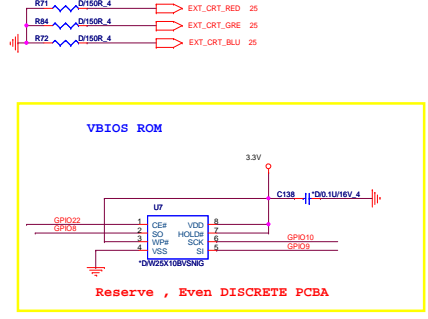 R71 D/150R_4 EXT_CRT_RED 25
R84 D/150R_4 EXT_CRT_GRE 25
R72 D/150R_4 EXT_CRT_BLU 25
VBIOS ROM
3.3V
C138 *D/0.1U/16V_4
U7
GPIO22 1 CE# VDD 8
GPIO8 2 SO HOLD# 7
3 WP# SCK 6 GPIO10
4 VSS SI 5 GPIO9
*D/W25X10BVSNIG
Reserve , Even DISCRETE PCBA